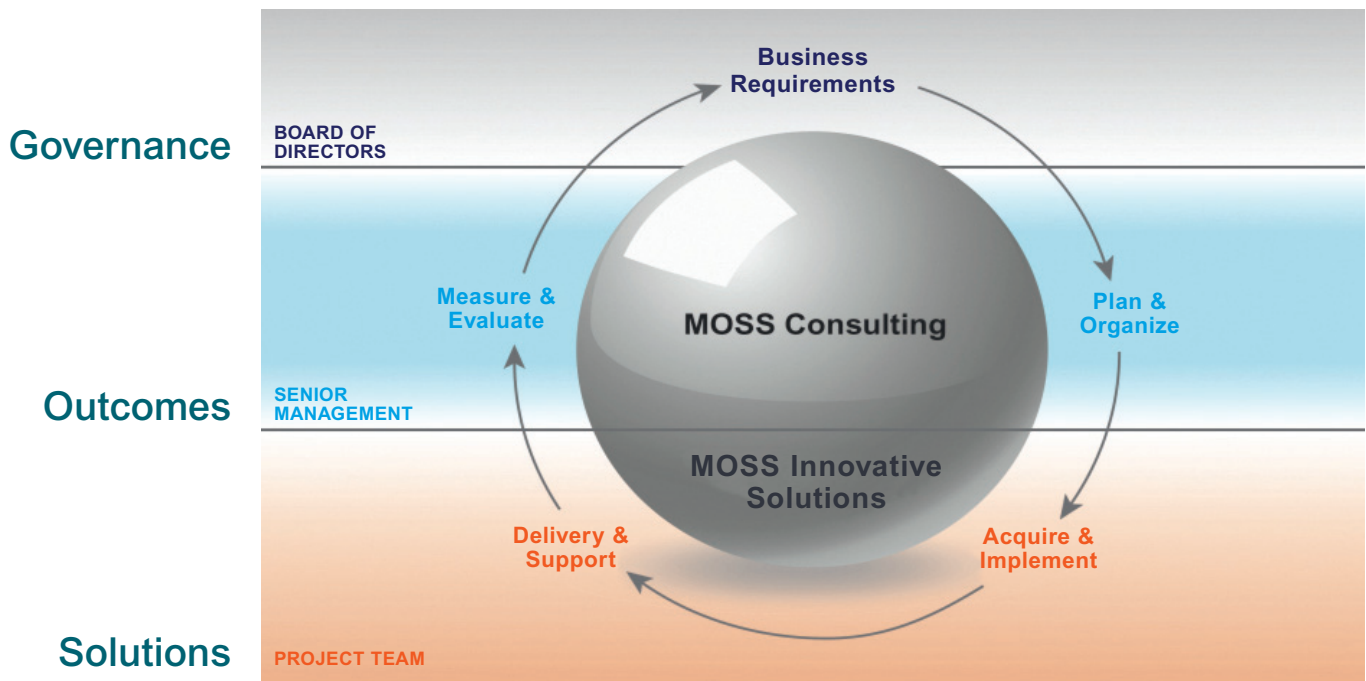 Business
Requirements
Governance
BOARD OF
DIRECTORS
Measure &
Evaluate
MOSS Consulting
Plan &
Organize
Outcomes
SENIOR
MANAGEMENT
MOSS Innovative
Solutions
Delivery &
Support
Acquire &
Implement
Solutions
PROJECT TEAM